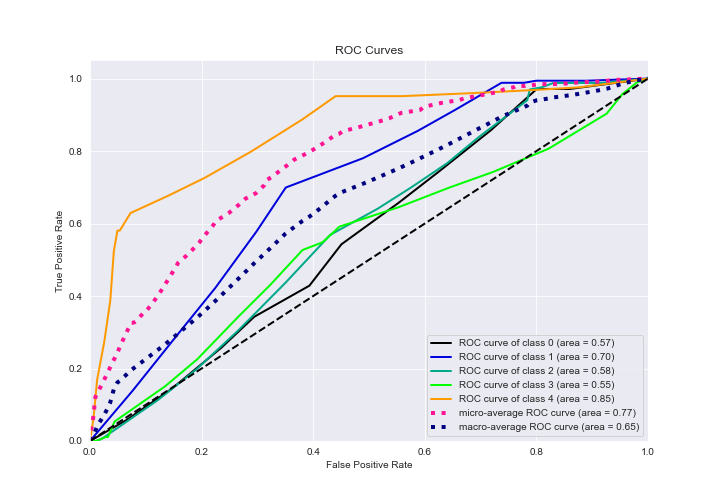 ROC Curves
True Positive Rate
1.0
0.8
0.6
0.4
0.2
0.0
ROC curve of class 0 (area = 0.57)
ROC curve of class 1 (area = 0.70)
ROC curve of class 2 (area = 0.58)
ROC curve of class 3 (area = 0.55)
ROC curve of class 4 (area = 0.85)
micro-average ROC curve (area = 0.77)
macro-average ROC curve (area = 0.65)
0.0 0.2 0.4 0.6 0.8 1.0
False Positive Rate